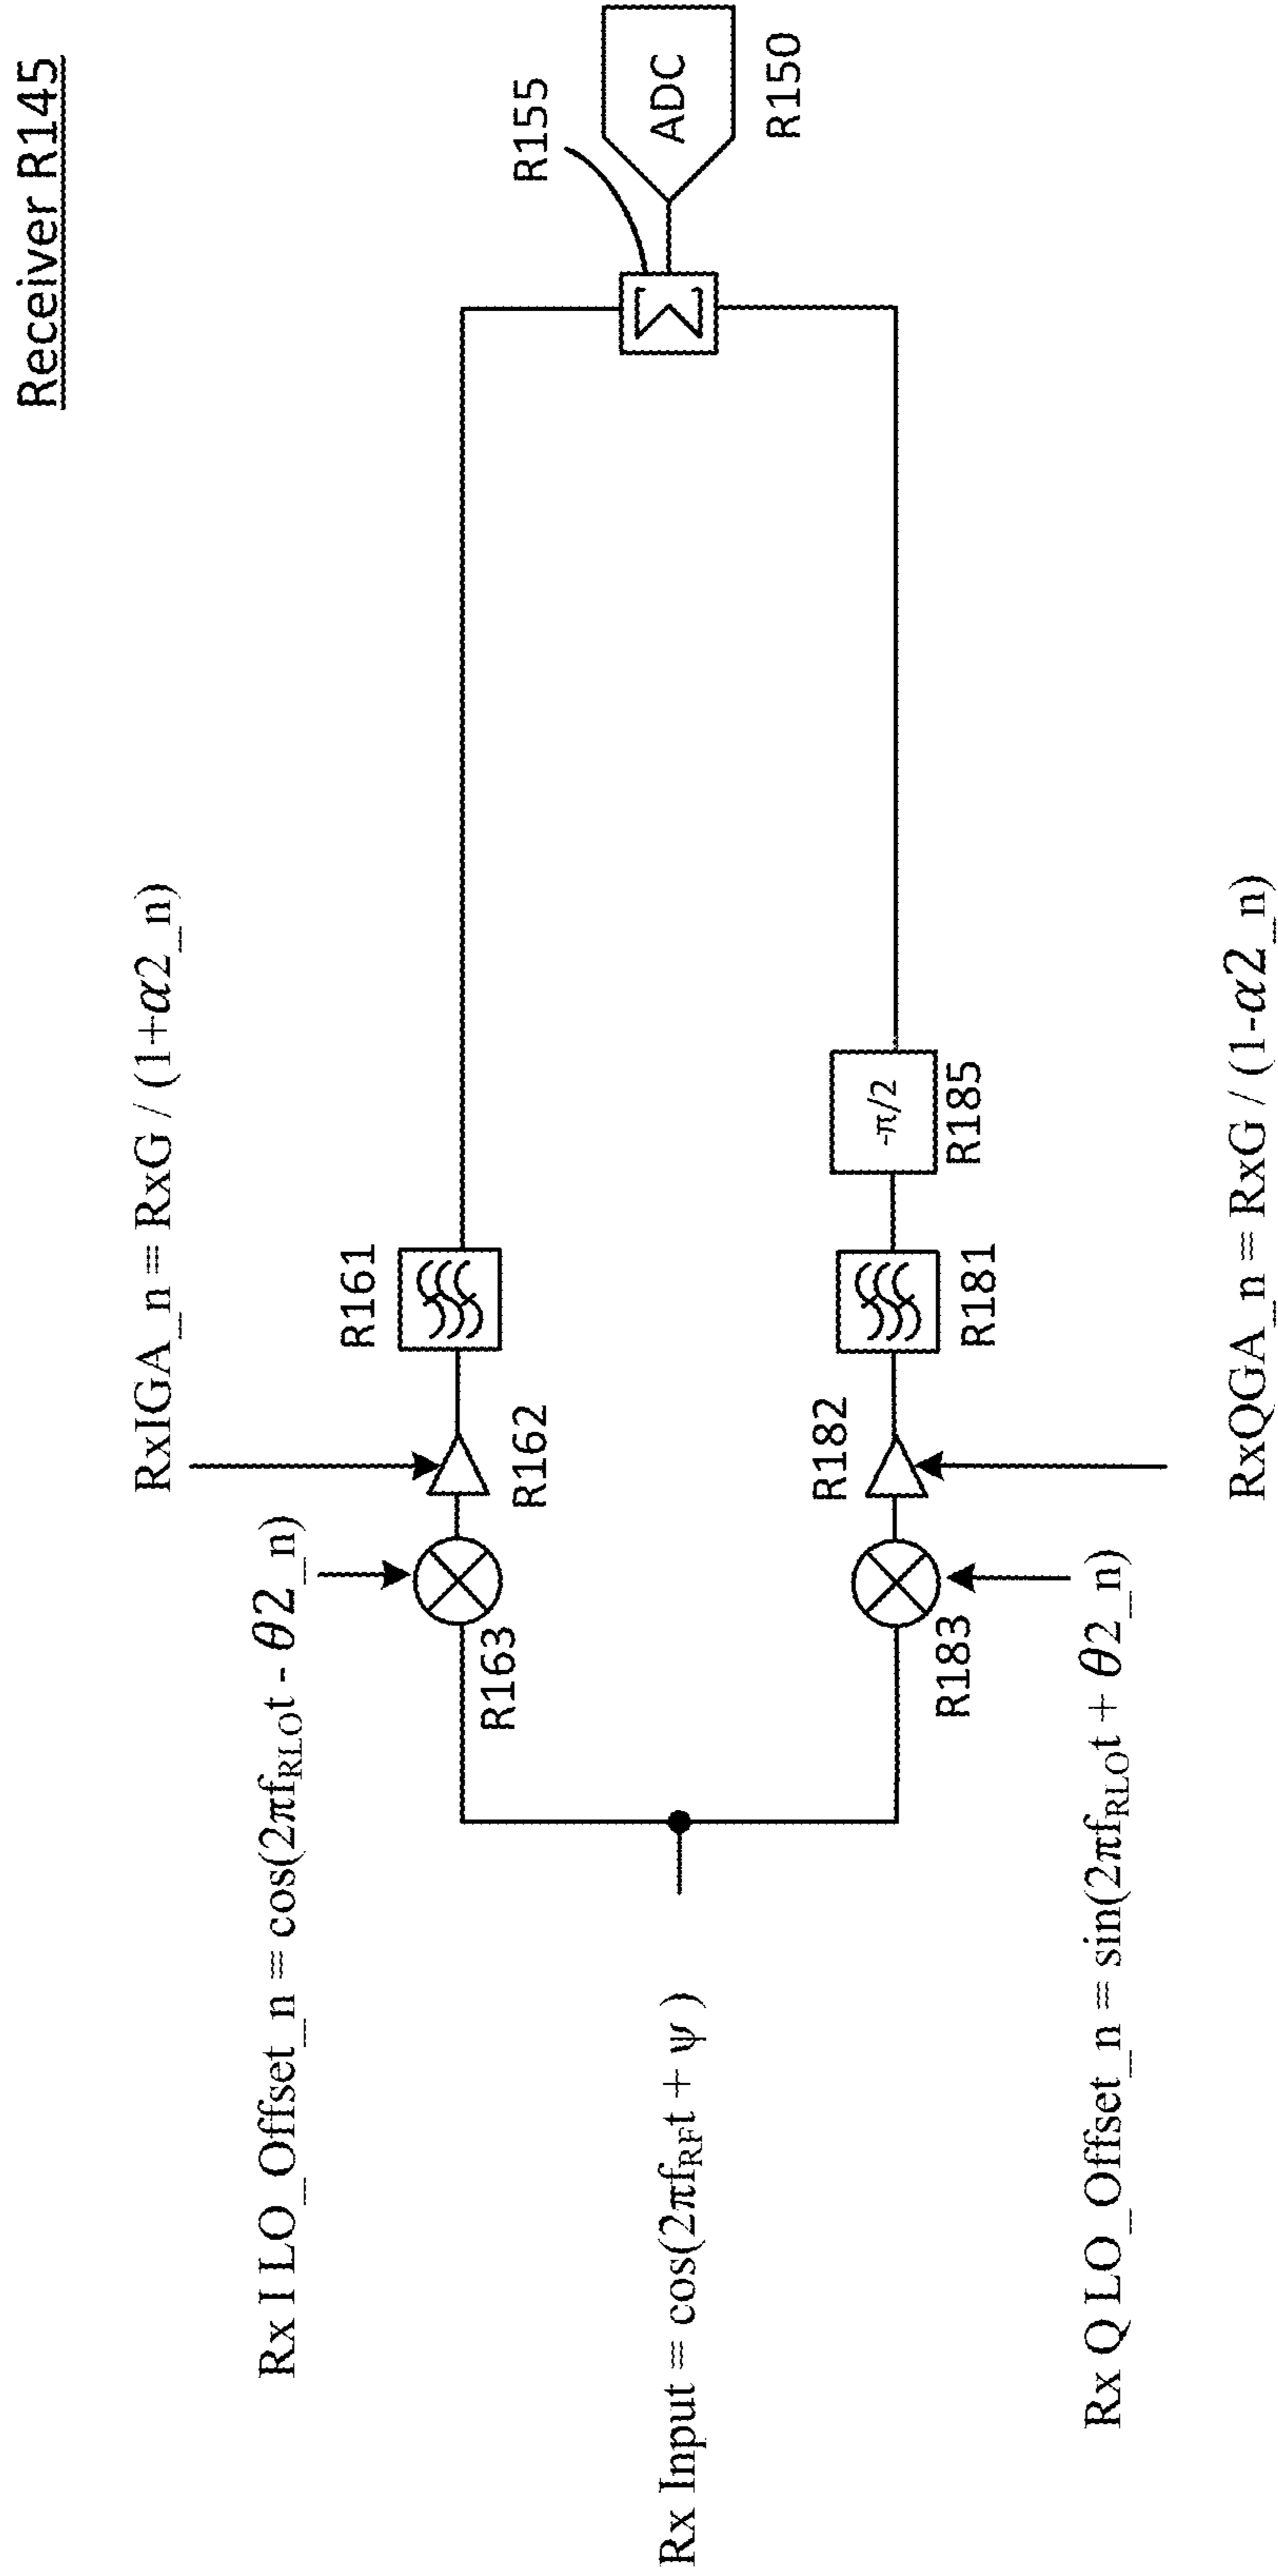 Receiver R145
RxIGA_n = RxG / (1+α2_n)
Rx I LO_Offset_n = cos(2πf_RLOt - θ2_n)
R163
R162
R161
R155
ADC
R150
Rx Input = cos(2πf_RFt + ψ )
Σ
R183
R182
R181
-π/2
R185
Rx Q LO_Offset_n = sin(2πf_RLOt + θ2_n)
RxQGA_n = RxG / (1-α2_n)